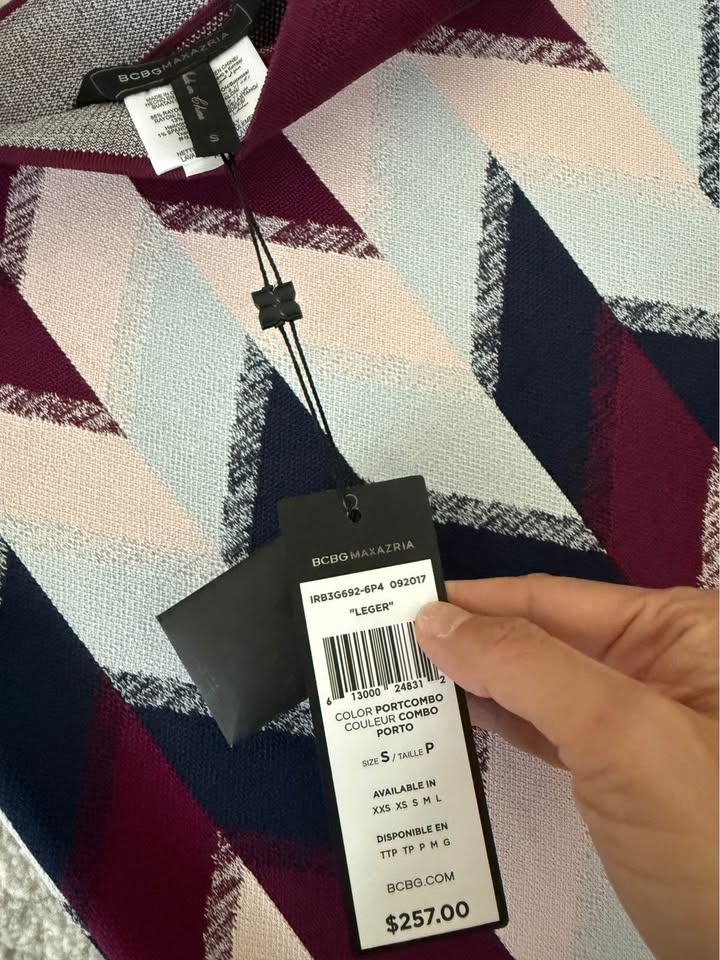 BCBGMAXAZRIA
S
BCBGMAXAZRIA
IRB3G692-6P4 092017
"LEGER"
6 13000 24831 2
COLOR PORTCOMBO
COULEUR COMBO
PORTO
SIZE S / TAILLE P
AVAILABLE IN
XXS XS S M L
DISPONIBLE EN
TTP TP P M G
BCBG.COM
$257.00